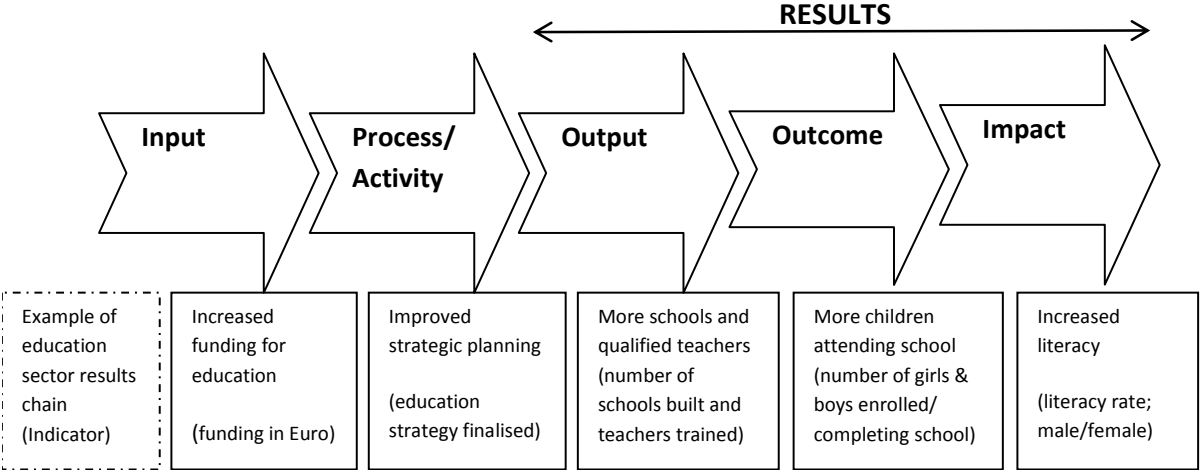 RESULTS
Input
Process/
Activity
Output
Outcome
Impact
Example of
education
sector results
chain
(Indicator)
Increased
funding for
education
(funding in Euro)
Improved
strategic planning
(education
strategy finalised)
More schools and
qualified teachers
(number of
schools built and
teachers trained)
More children
attending school
(number of girls &
boys enrolled/
completing school)
Increased
literacy
(literacy rate;
male/female)